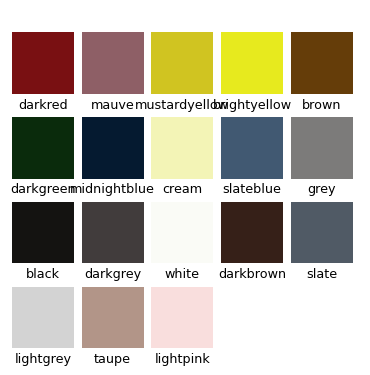 darkred mauve mustardyellow brightyellow brown
darkgreen midnightblue cream slateblue grey
black darkgrey white darkbrown slate
lightgrey taupe lightpink